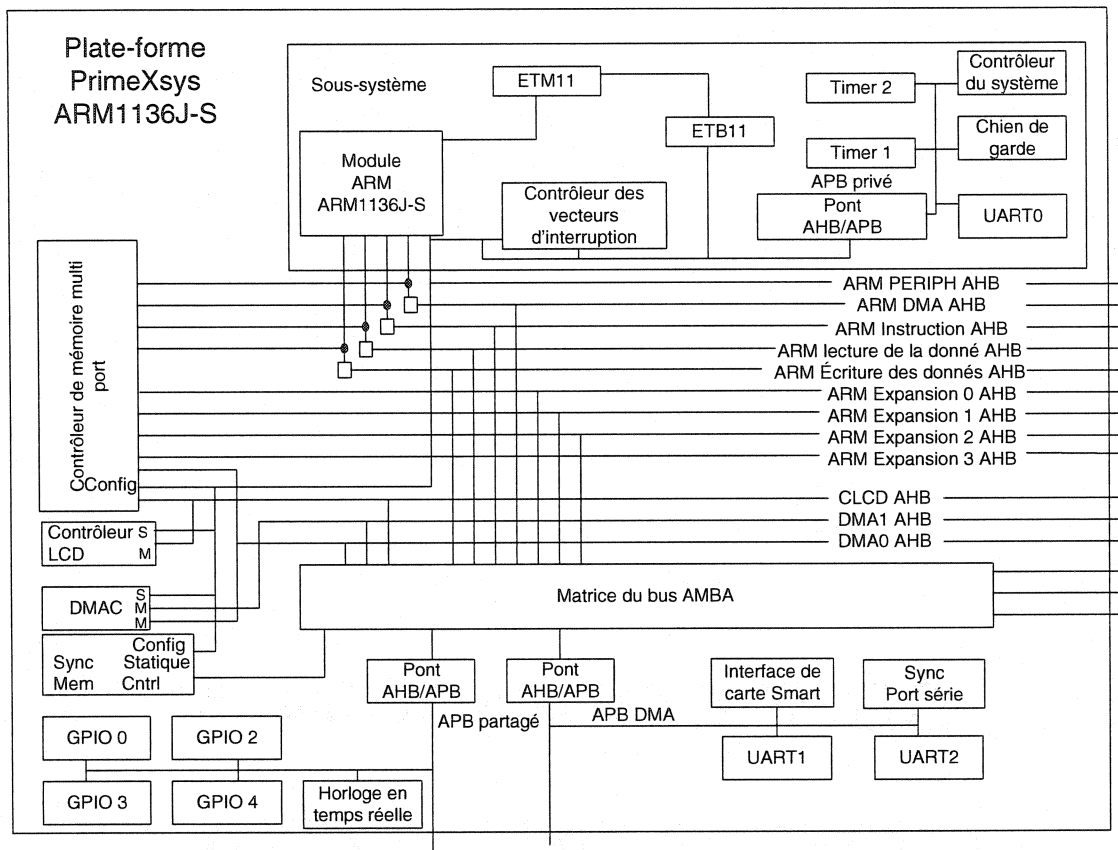 Plate-forme
PrimeXsys
ARM1136J-S
Sous-système
ETM11
ETB11
Timer 2
Contrôleur
du système
Timer 1
Chien de
garde
APB privé
Pont
AHB/APB
UART0
Module
ARM
ARM1136J-S
Contrôleur des
vecteurs
d'interruption
Contrôleur de mémoire multi
port
CConfig
ARM PERIPH AHB
ARM DMA AHB
ARM Instruction AHB
ARM lecture de la donné AHB
ARM Écriture des donnés AHB
ARM Expansion 0 AHB
ARM Expansion 1 AHB
ARM Expansion 2 AHB
ARM Expansion 3 AHB
CLCD AHB
DMA1 AHB
DMA0 AHB
Contrôleur S
LCD M
DMAC
S
M
M
Config
Sync Statique
Mem Cntrl
Matrice du bus AMBA
Pont
AHB/APB
Pont
AHB/APB
Interface de
carte Smart
Sync
Port série
APB partagé
APB DMA
UART1
UART2
GPIO 0
GPIO 2
GPIO 3
GPIO 4
Horloge en
temps réelle